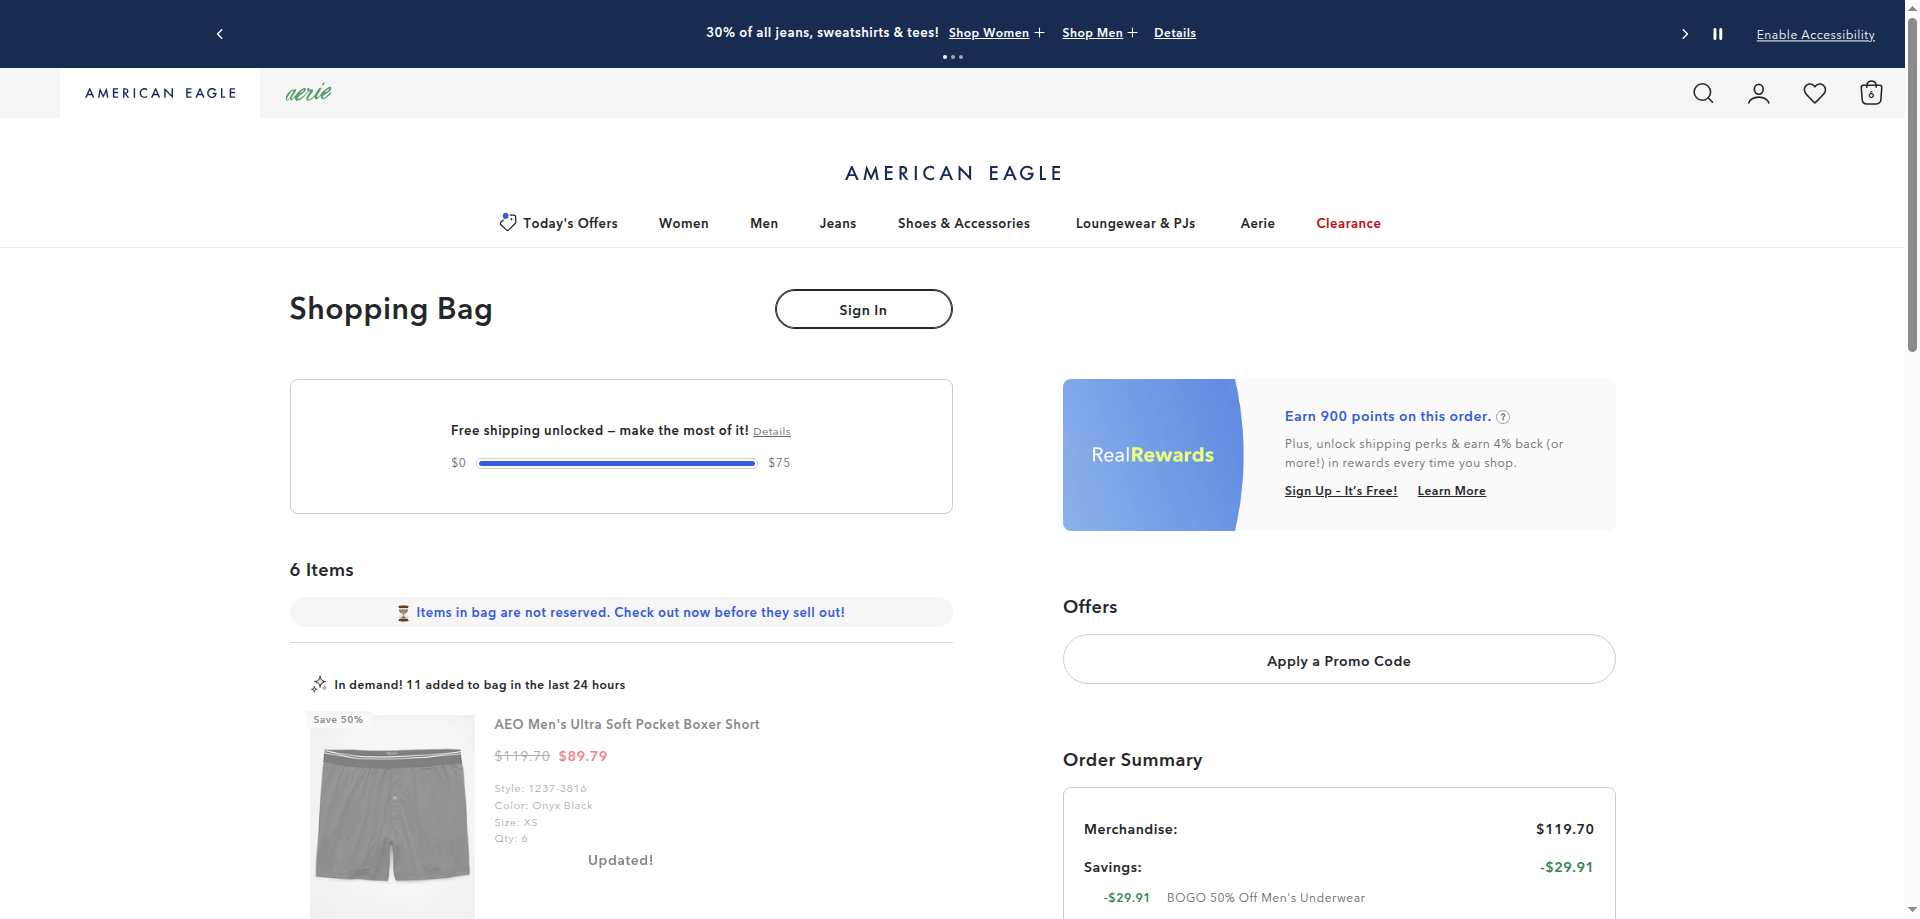 30% of all jeans, sweatshirts & tees! Shop Women + Shop Men + Details
Enable Accessibility
AMERICAN EAGLE
aerie
6
AMERICAN EAGLE
Today's Offers Women Men Jeans Shoes & Accessories Loungewear & PJs Aerie Clearance
Shopping Bag
Sign In
Free shipping unlocked – make the most of it! Details
$0 $75
6 Items
Items in bag are not reserved. Check out now before they sell out!
In demand! 11 added to bag in the last 24 hours
Save 50%
AEO Men's Ultra Soft Pocket Boxer Short
$119.70 $89.79
Style: 1237-3816
Color: Onyx Black
Size: XS
Qty: 6
Updated!
RealRewards
Earn 900 points on this order. ?
Plus, unlock shipping perks & earn 4% back (or
more!) in rewards every time you shop.
Sign Up - It's Free! Learn More
Offers
Apply a Promo Code
Order Summary
Merchandise: $119.70
Savings: -$29.91
-$29.91 BOGO 50% Off Men's Underwear